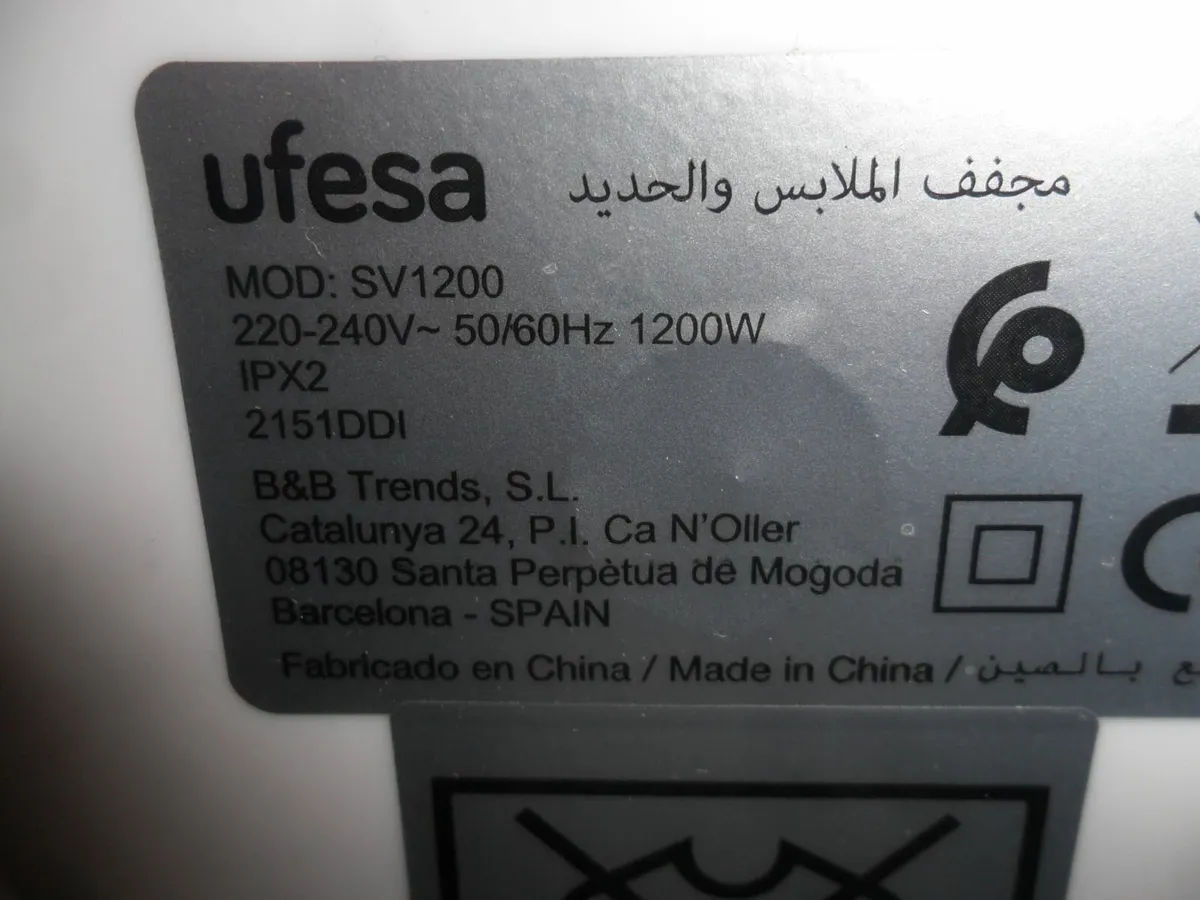 ufesa
مجفف الملابس والحديد
MOD: SV1200
220-240V~ 50/60Hz 1200W
IPX2
2151DDI
B&B Trends, S.L.
Catalunya 24, P.I. Ca N'Oller
08130 Santa Perpètua de Mogoda
Barcelona - SPAIN
Fabricado en China / Made in China / بالصين